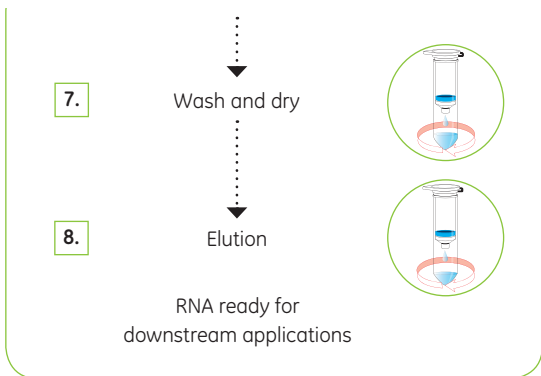 7.
Wash and dry
8.
Elution
RNA ready for
downstream applications